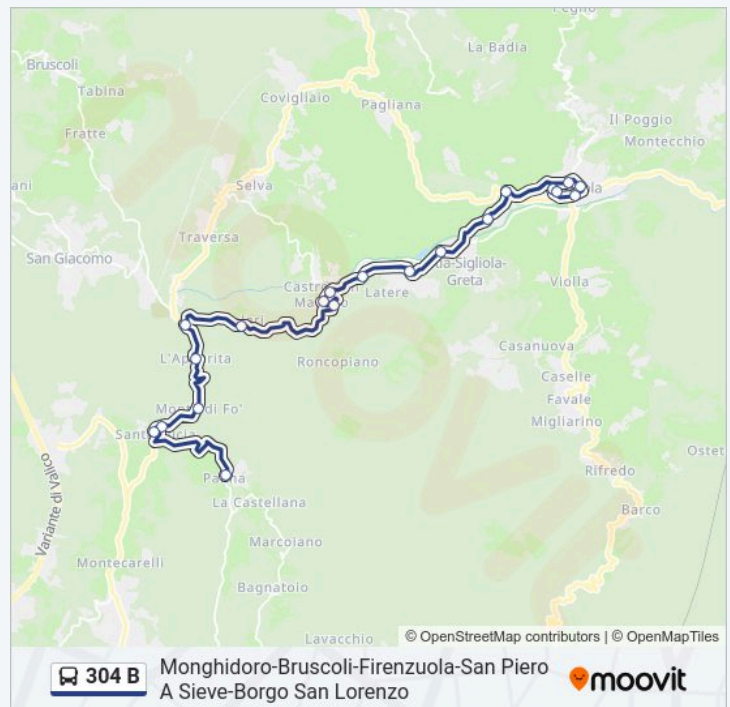 Bruscoli
Tabina
Fratte
La Badia
Covigliaio
Pagliana
Il Poggio
Montecchio
ani
Selva
San Giacomo
Traversa
Latere
Greta
Violla
Roncopiano
Casanuova
Caselle
Favale
Migliarino
Variante di Valico
La Castellana
Rifredo
Ostet
Barco
Marcoiano
Montecarelli
Bagnatoio
Lavacchio
© OpenStreetMap contributors | © OpenMapTiles
304 B
Monghidoro-Bruscoli-Firenzuola-San Piero
A Sieve-Borgo San Lorenzo
moovit